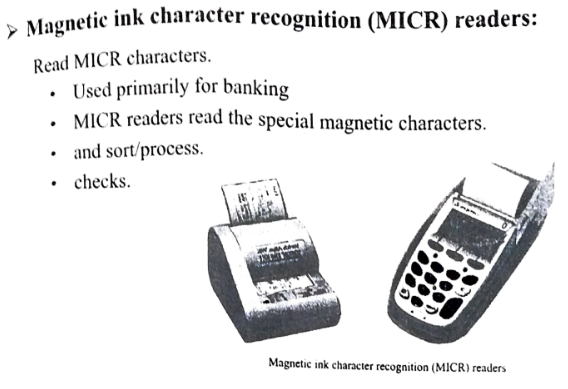 ➢ Magnetic ink character recognition (MICR) readers:
Read MICR characters.
• Used primarily for banking
• MICR readers read the special magnetic characters.
• and sort/process.
• checks.
Magnetic ink character recognition (MICR) readers